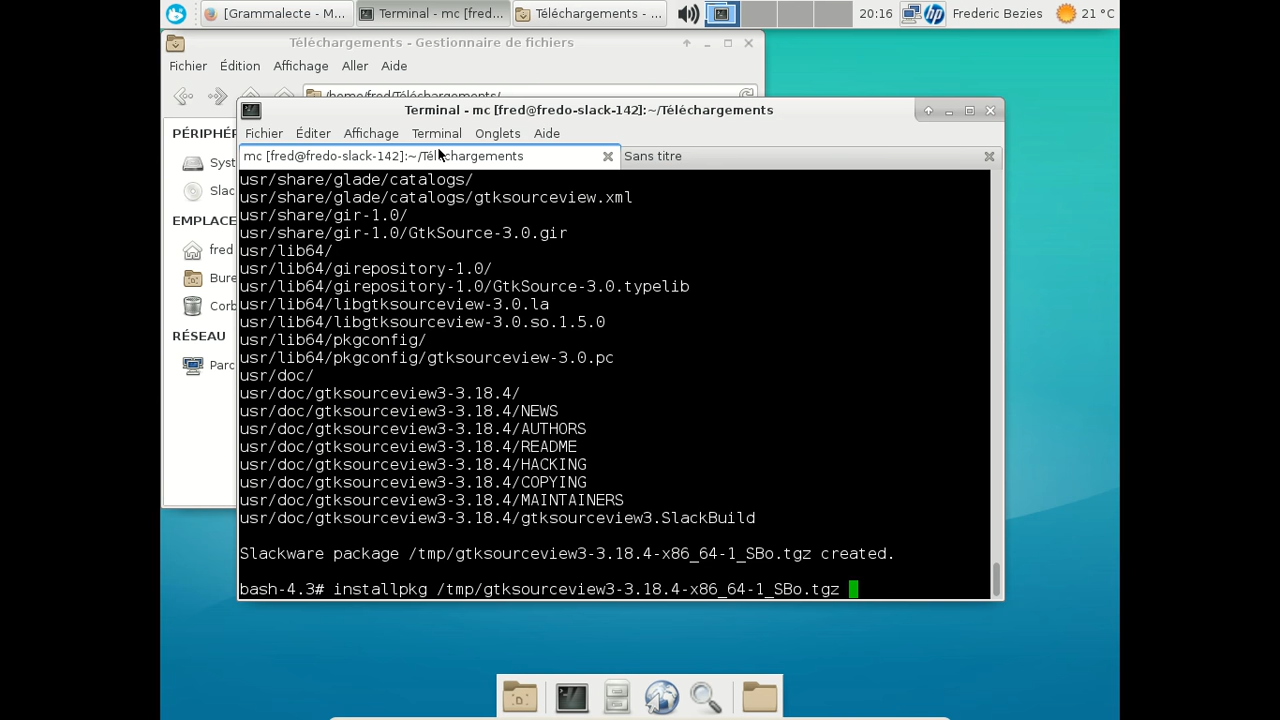 [Grammalecte - M...
Terminal - mc [fred...
Téléchargements - ...
20:16
Frederic Bezies
21 °C
Téléchargements - Gestionnaire de fichiers
Fichier Édition Affichage Aller Aide
/home/fred/Téléchargements/
Terminal - mc [fred@fredo-slack-142]:~/Téléchargements
Fichier Éditer Affichage Terminal Onglets Aide
mc [fred@fredo-slack-142]:~/Téléchargements
Sans titre
PÉRIPHÉR
Syst
Slac
EMPLACE
fred
Bure
Corb
RÉSEAU
Parc
usr/share/glade/catalogs/
usr/share/glade/catalogs/gtksourceview.xml
usr/share/gir-1.0/
usr/share/gir-1.0/GtkSource-3.0.gir
usr/lib64/
usr/lib64/girepository-1.0/
usr/lib64/girepository-1.0/GtkSource-3.0.typelib
usr/lib64/libgtksourceview-3.0.la
usr/lib64/libgtksourceview-3.0.so.1.5.0
usr/lib64/pkgconfig/
usr/lib64/pkgconfig/gtksourceview-3.0.pc
usr/doc/
usr/doc/gtksourceview3-3.18.4/
usr/doc/gtksourceview3-3.18.4/NEWS
usr/doc/gtksourceview3-3.18.4/AUTHORS
usr/doc/gtksourceview3-3.18.4/README
usr/doc/gtksourceview3-3.18.4/HACKING
usr/doc/gtksourceview3-3.18.4/COPYING
usr/doc/gtksourceview3-3.18.4/MAINTAINERS
usr/doc/gtksourceview3-3.18.4/gtksourceview3.SlackBuild
Slackware package /tmp/gtksourceview3-3.18.4-x86_64-1_SBo.tgz created.
bash-4.3# installpkg /tmp/gtksourceview3-3.18.4-x86_64-1_SBo.tgz